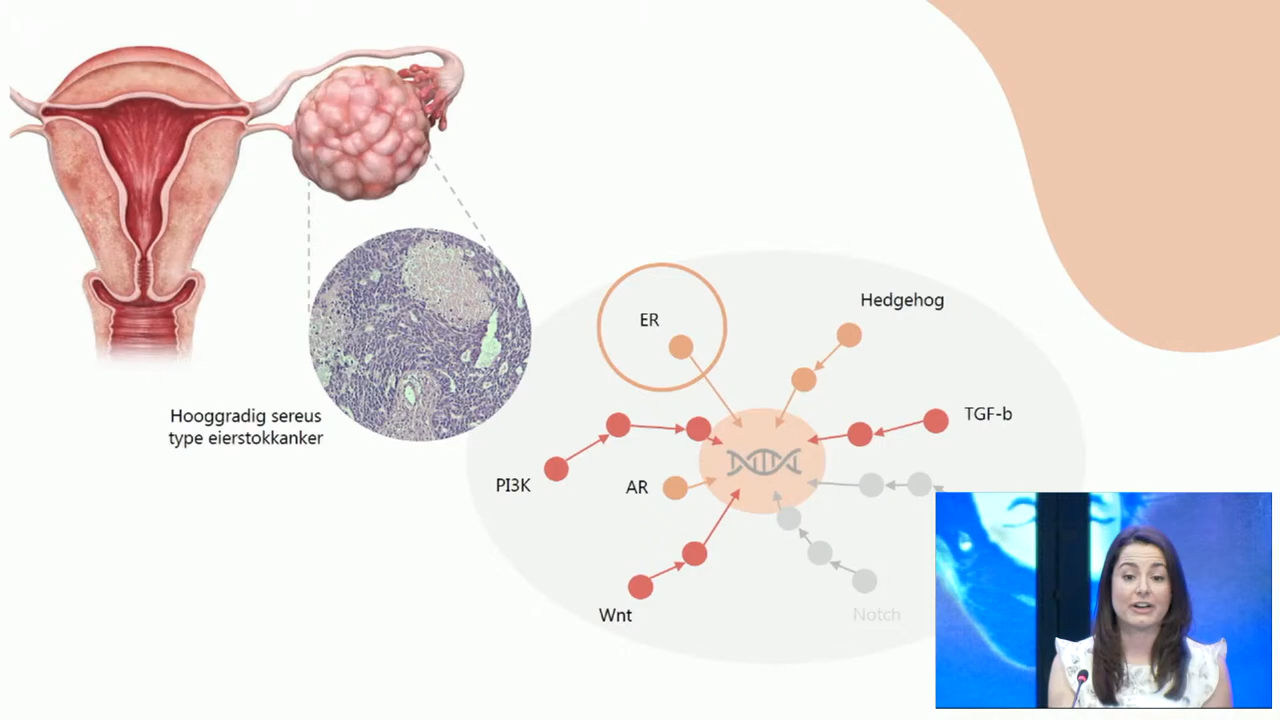 Hooggradig sereus
type eierstokkanker
ER
Hedgehog
TGF-b
PI3K
AR
Wnt
Notch